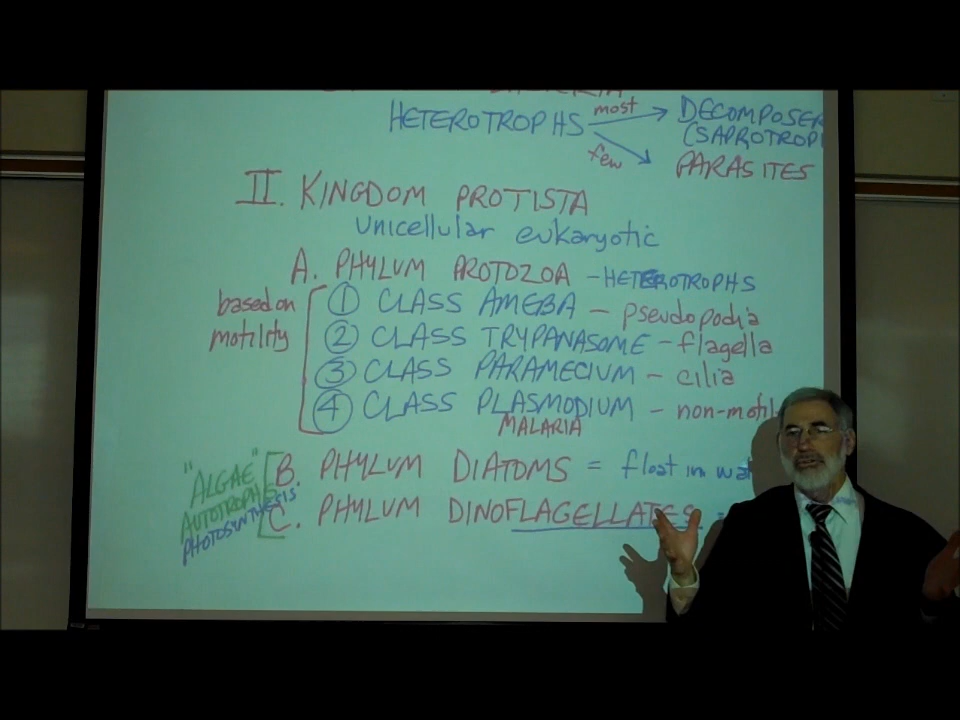 HETEROTROPHS most DECOMPOSER
few (SAPROTROP
PARASITES
II. KINGDOM PROTISTA
unicellular eukaryotic
A. PHYLUM PROTOZOA - HETEROTROPHS
based on motility
① CLASS AMEBA - pseudopodia
② CLASS TRYPANASOME - flagella
③ CLASS PARAMECIUM - cilia
④ CLASS PLASMODIUM - non-motil
MALARIA
"ALGAE"
AUTOTROPHS
PHOTOSYNTHESIS
B. PHYLUM DIATOMS = float in wat
C. PHYLUM DINOFLAGELLATES =